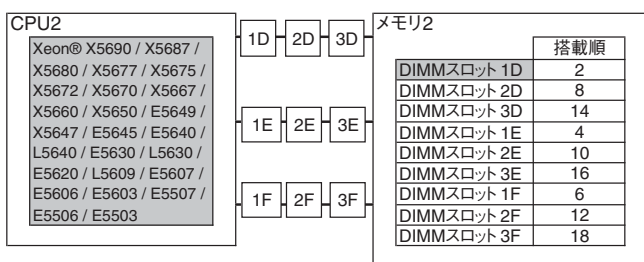 CPU2
Xeon® X5690 / X5687 /
X5680 / X5677 / X5675 /
X5672 / X5670 / X5667 /
X5660 / X5650 / E5649 /
X5647 / E5645 / E5640 /
L5640 / E5630 / L5630 /
E5620 / L5609 / E5607 /
E5606 / E5603 / E5507 /
E5506 / E5503
1D 2D 3D
1E 2E 3E
1F 2F 3F
メモリ2
搭載順
DIMMスロット 1D 2
DIMMスロット 2D 8
DIMMスロット 3D 14
DIMMスロット 1E 4
DIMMスロット 2E 10
DIMMスロット 3E 16
DIMMスロット 1F 6
DIMMスロット 2F 12
DIMMスロット 3F 18